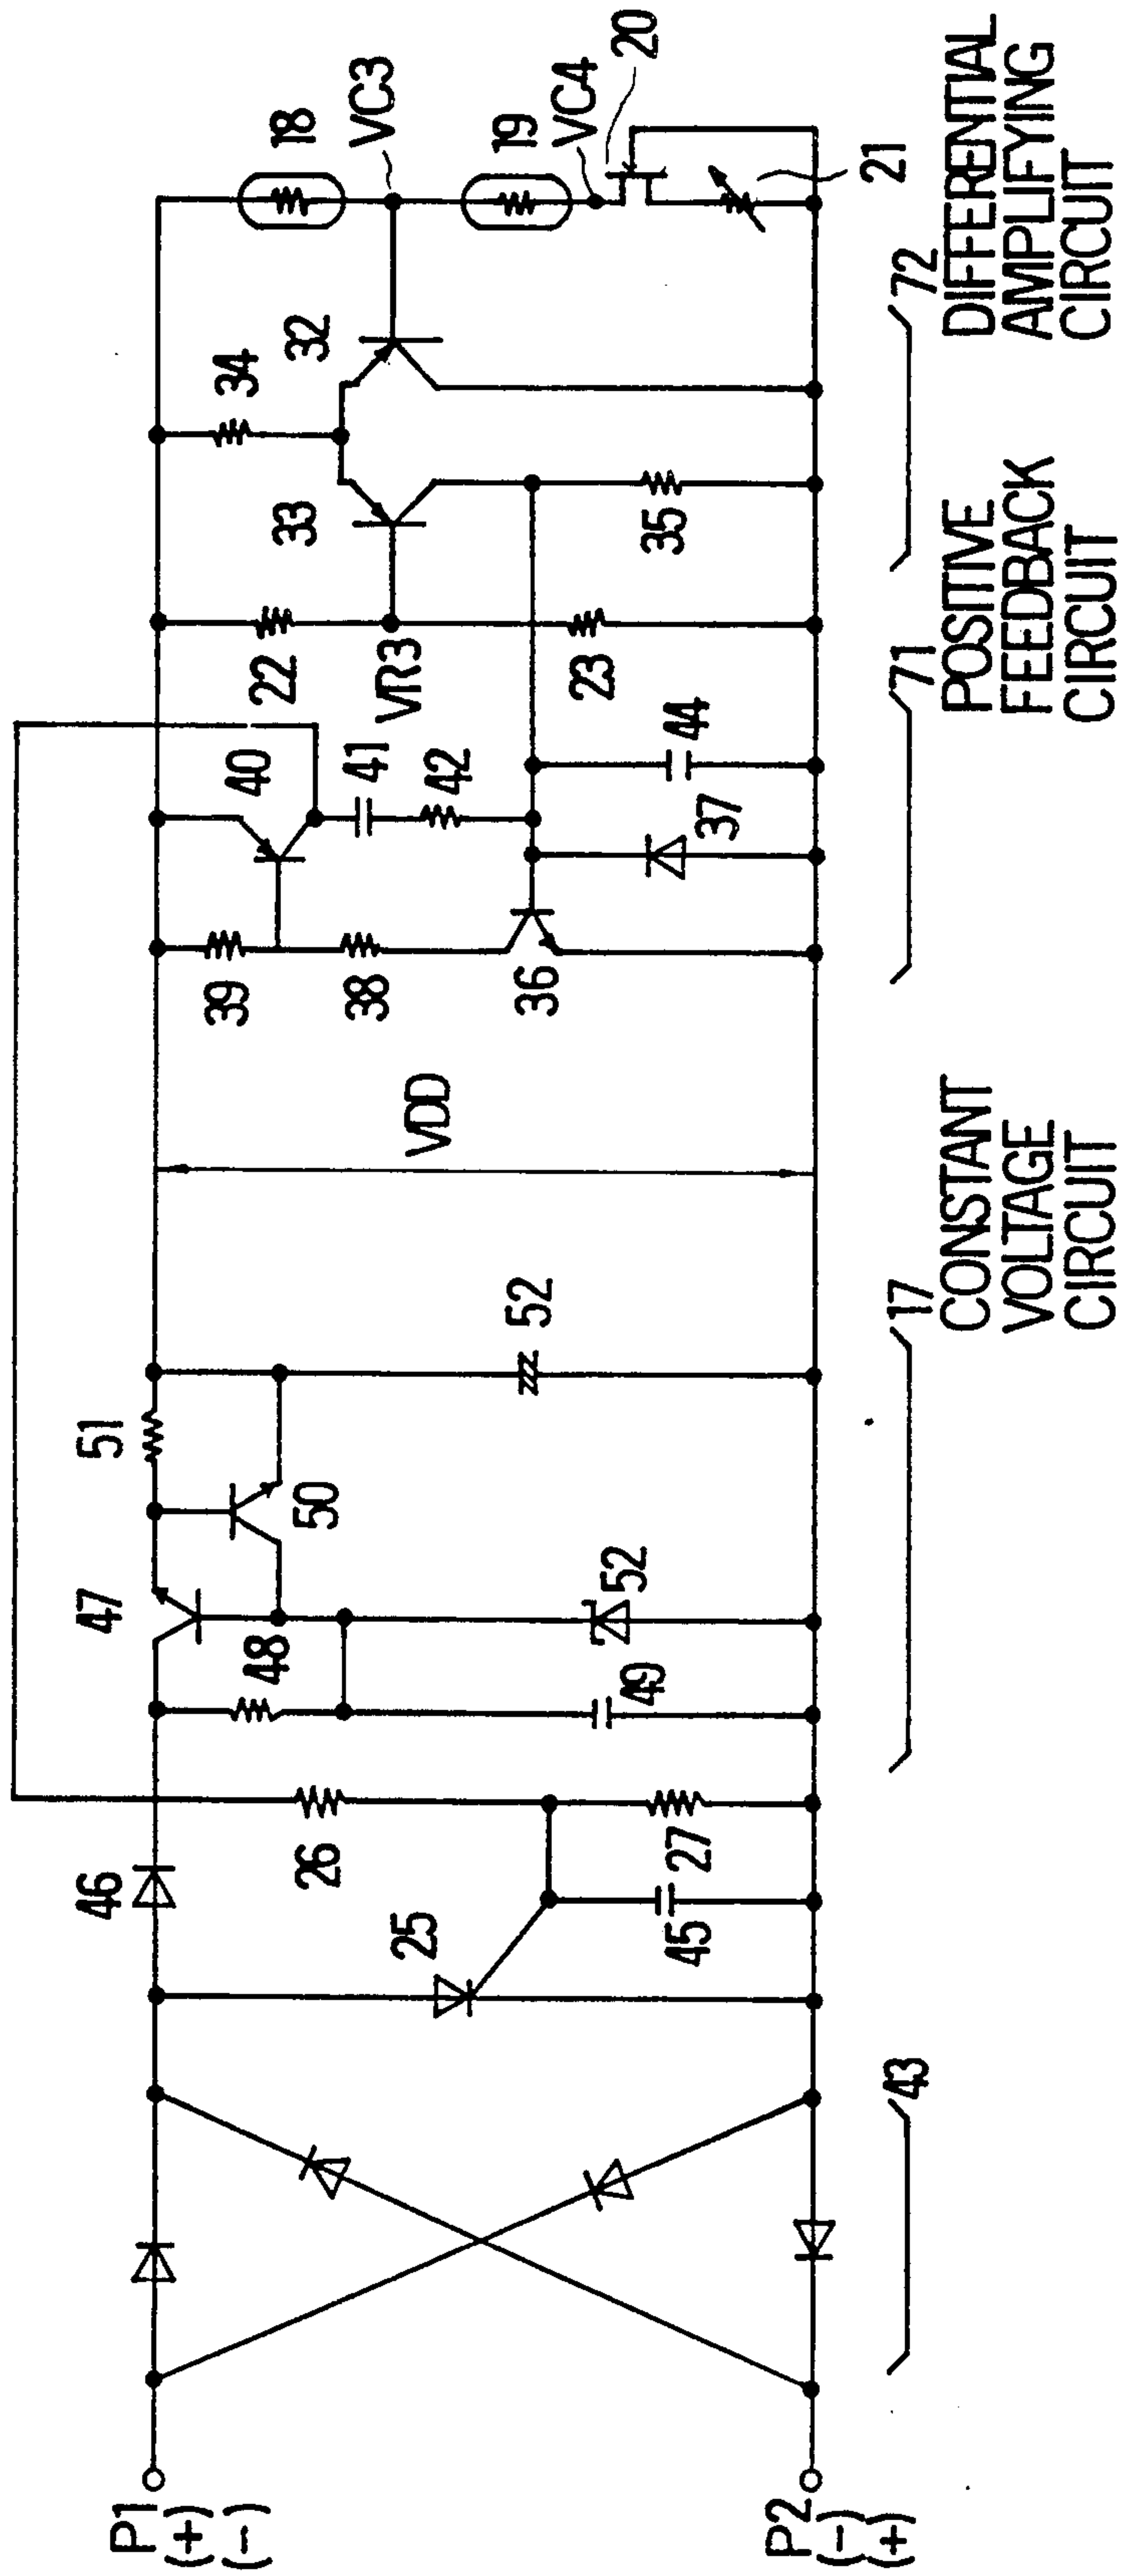 P1
(+)
(-)
P2
(-)
(+)
43
46
25
26
27
45
47
48
49
50
51
52
52
17
CONSTANT
VOLTAGE
CIRCUIT
VDD
39
38
36
40
41
42
37
44
71
POSITIVE
FEEDBACK
CIRCUIT
22
VR3
23
33
34
32
35
72
DIFFERENTIAL
AMPLIFYING
CIRCUIT
18
VC3
19
VC4
20
21